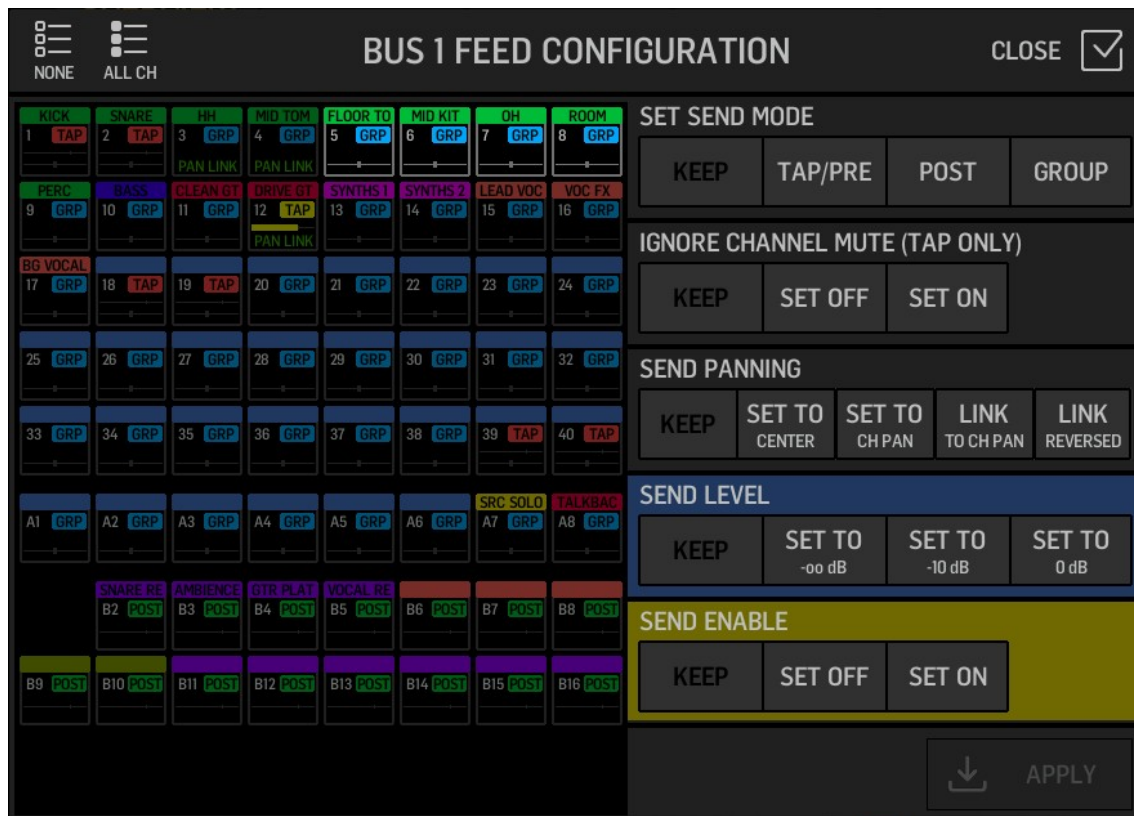 BUS 1 FEED CONFIGURATION
NONE ALL CH CLOSE
KICK SNARE HH MID TOM FLOOR TO MID KIT OH ROOM
1 TAP 2 TAP 3 GRP 4 GRP 5 GRP 6 GRP 7 GRP 8 GRP
PAN LINK PAN LINK
PERC BASS CLEAN GT DRIVE GT SYNTHS 1 SYNTHS 2 LEAD VOC VOC FX
9 GRP 10 GRP 11 GRP 12 TAP 13 GRP 14 GRP 15 GRP 16 GRP
PAN LINK
BG VOCAL
17 GRP 18 TAP 19 TAP 20 GRP 21 GRP 22 GRP 23 GRP 24 GRP
25 GRP 26 GRP 27 GRP 28 GRP 29 GRP 30 GRP 31 GRP 32 GRP
33 GRP 34 GRP 35 GRP 36 GRP 37 GRP 38 GRP 39 TAP 40 TAP
SRC SOLO TALKBAC
A1 GRP A2 GRP A3 GRP A4 GRP A5 GRP A6 GRP A7 GRP A8 GRP
SNARE RE AMBIENCE GTR PLAT VOCAL RE
B2 POST B3 POST B4 POST B5 POST B6 POST B7 POST B8 POST
B9 POST B10 POST B11 POST B12 POST B13 POST B14 POST B15 POST B16 POST
SET SEND MODE
KEEP TAP/PRE POST GROUP
IGNORE CHANNEL MUTE (TAP ONLY)
KEEP SET OFF SET ON
SEND PANNING
KEEP SET TO SET TO LINK LINK
CENTER CH PAN TO CH PAN REVERSED
SEND LEVEL
KEEP SET TO SET TO SET TO
-oo dB -10 dB 0 dB
SEND ENABLE
KEEP SET OFF SET ON
APPLY